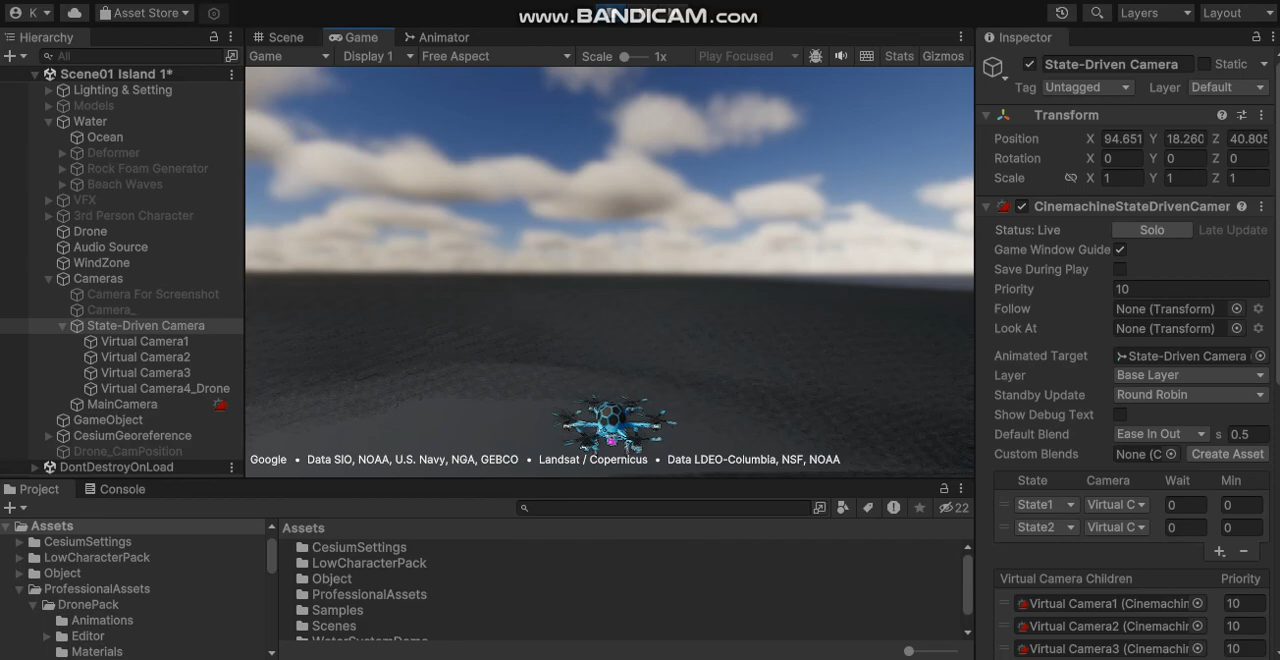 K
Asset Store
www.BANDICAM.com
Layers
Layout
Hierarchy
Scene
Game
Animator
Inspector
All
Game
Display 1
Free Aspect
Scale
1x
Play Focused
Stats
Gizmos
State-Driven Camera
Static
Tag
Untagged
Layer
Default
Scene01 Island 1*
Lighting & Setting
Models
Water
Ocean
Deformer
Rock Foam Generator
Beach Waves
VFX
3rd Person Character
Drone
Audio Source
WindZone
Cameras
Camera For Screenshot
Camera_
State-Driven Camera
Virtual Camera1
Virtual Camera2
Virtual Camera3
Virtual Camera4_Drone
MainCamera
GameObject
CesiumGeoreference
Drone_CamPosition
DontDestroyOnLoad
Google • Data SIO, NOAA, U.S. Navy, NGA, GEBCO • Landsat / Copernicus • Data LDEO-Columbia, NSF, NOAA
Transform
Position X 94.651 Y 18.260 Z 40.805
Rotation X 0 Y 0 Z 0
Scale X 1 Y 1 Z 1
CinemachineStateDrivenCamer
Status: Live
Solo
Late Update
Game Window Guide
Save During Play
Priority
10
Follow
None (Transform)
Look At
None (Transform)
Animated Target
State-Driven Camera
Layer
Base Layer
Standby Update
Round Robin
Show Debug Text
Default Blend
Ease In Out
s 0.5
Custom Blends
None (C
Create Asset
State Camera Wait Min
State1 Virtual C 0 0
State2 Virtual C 0 0
Virtual Camera Children Priority
Virtual Camera1 (Cinemachin 10
Virtual Camera2 (Cinemachin 10
Virtual Camera3 (Cinemachin 10
Project
Console
22
Assets
CesiumSettings
LowCharacterPack
Object
ProfessionalAssets
DronePack
Animations
Editor
Materials
Assets
CesiumSettings
LowCharacterPack
Object
ProfessionalAssets
Samples
Scenes